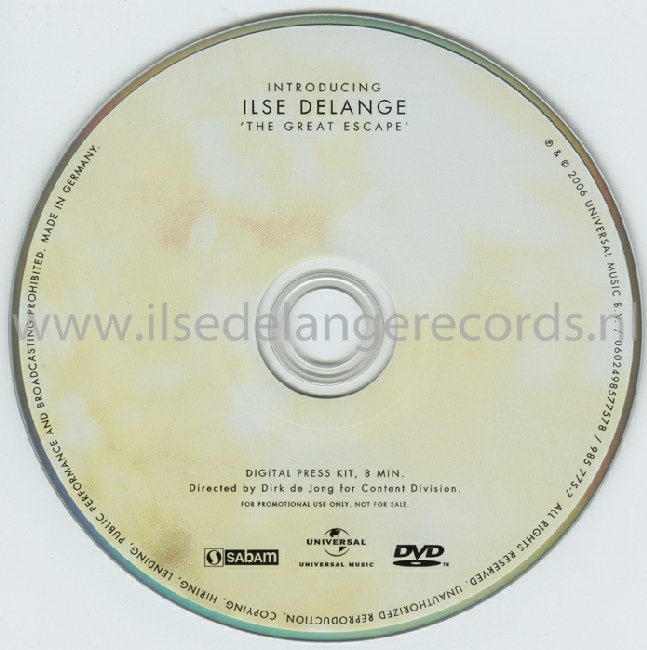 INTRODUCING
ILSE DELANGE
'THE GREAT ESCAPE'
www.ilsedelangerecords.nl
DIGITAL PRESS KIT, 8 MIN.
Directed by Dirk de Jong for Content Division.
FOR PROMOTIONAL USE ONLY. NOT FOR SALE.
sabam
UNIVERSAL
UNIVERSAL MUSIC
DVD
TM
℗ & © 2006 UNIVERSAL MUSIC B.V. / 0602498577578 / 985 775-7 ALL RIGHTS RESERVED. UNAUTHORIZED REPRODUCTION, COPYING, HIRING, LENDING, PUBLIC PERFORMANCE AND BROADCASTING PROHIBITED. MADE IN GERMANY.